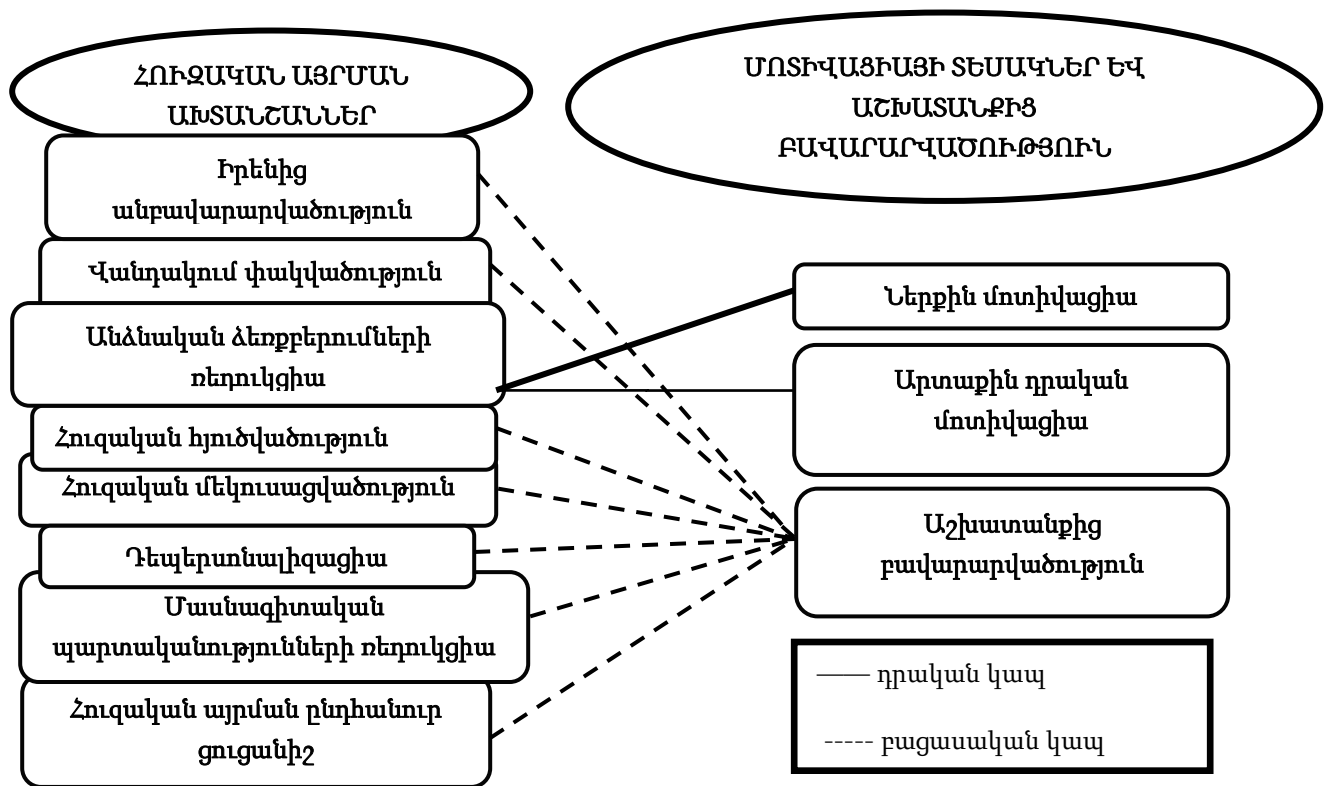 ՀՈՒԶԱԿԱՆ ԱՅՐՄԱՆ
ԱԽՏԱՆՇԱՆՆԵՐ
Իրենից
անբավարարվածություն
Վանդակում փակվածություն
Անձնական ձեռքբերումների
ռեդուկցիա
Հուզական հյուծվածություն
Հուզական մեկուսացվածություն
Դեպերսոնալիզացիա
Մասնագիտական
պարտականությունների ռեդուկցիա
Հուզական այրման ընդհանուր
ցուցանիշ
ՄՈՏԻՎԱՑԻԱՅԻ ՏԵՍԱԿՆԵՐ ԵՎ
ԱՇԽԱՏԱՆՔԻՑ
ԲԱՎԱՐԱՐՎԱԾՈՒԹՅՈՒՆ
Ներքին մոտիվացիա
Արտաքին դրական
մոտիվացիա
Աշխատանքից
բավարարվածություն
—— դրական կապ
----- բացասական կապ